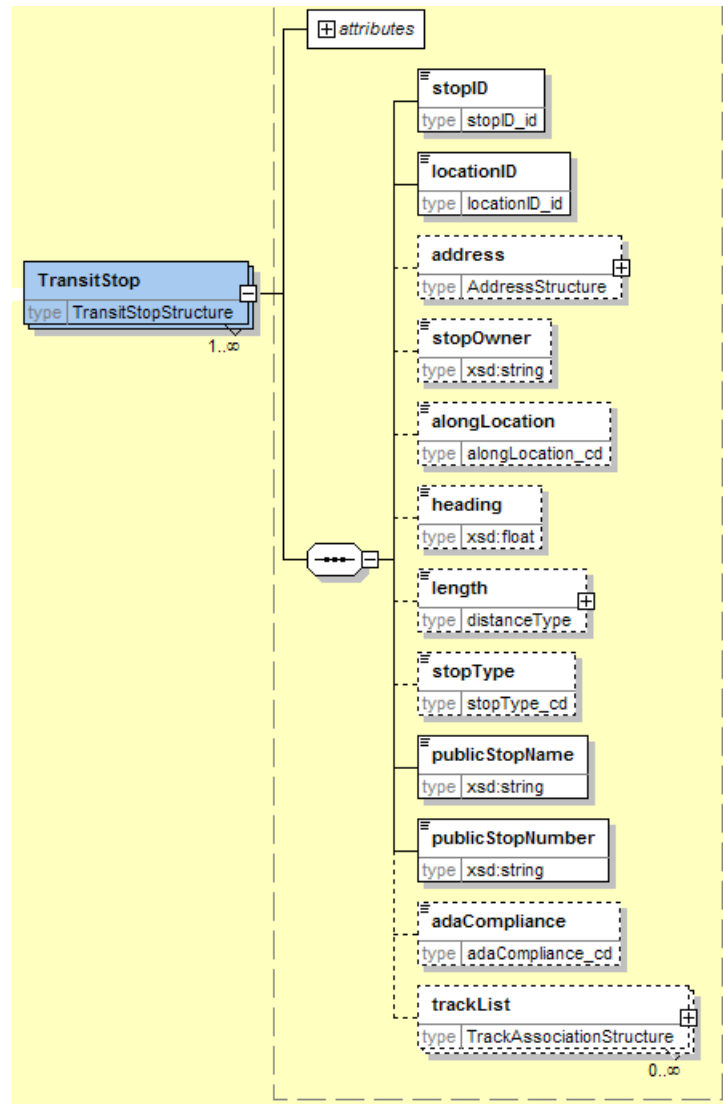 attributes
stopID
type stopID_id
locationID
type locationID_id
address
type AddressStructure
TransitStop
type TransitStopStructure
1..∞
stopOwner
type xsd:string
alongLocation
type alongLocation_cd
heading
type xsd:float
length
type distanceType
stopType
type stopType_cd
publicStopName
type xsd:string
publicStopNumber
type xsd:string
adaCompliance
type adaCompliance_cd
trackList
type TrackAssociationStructure
0..∞